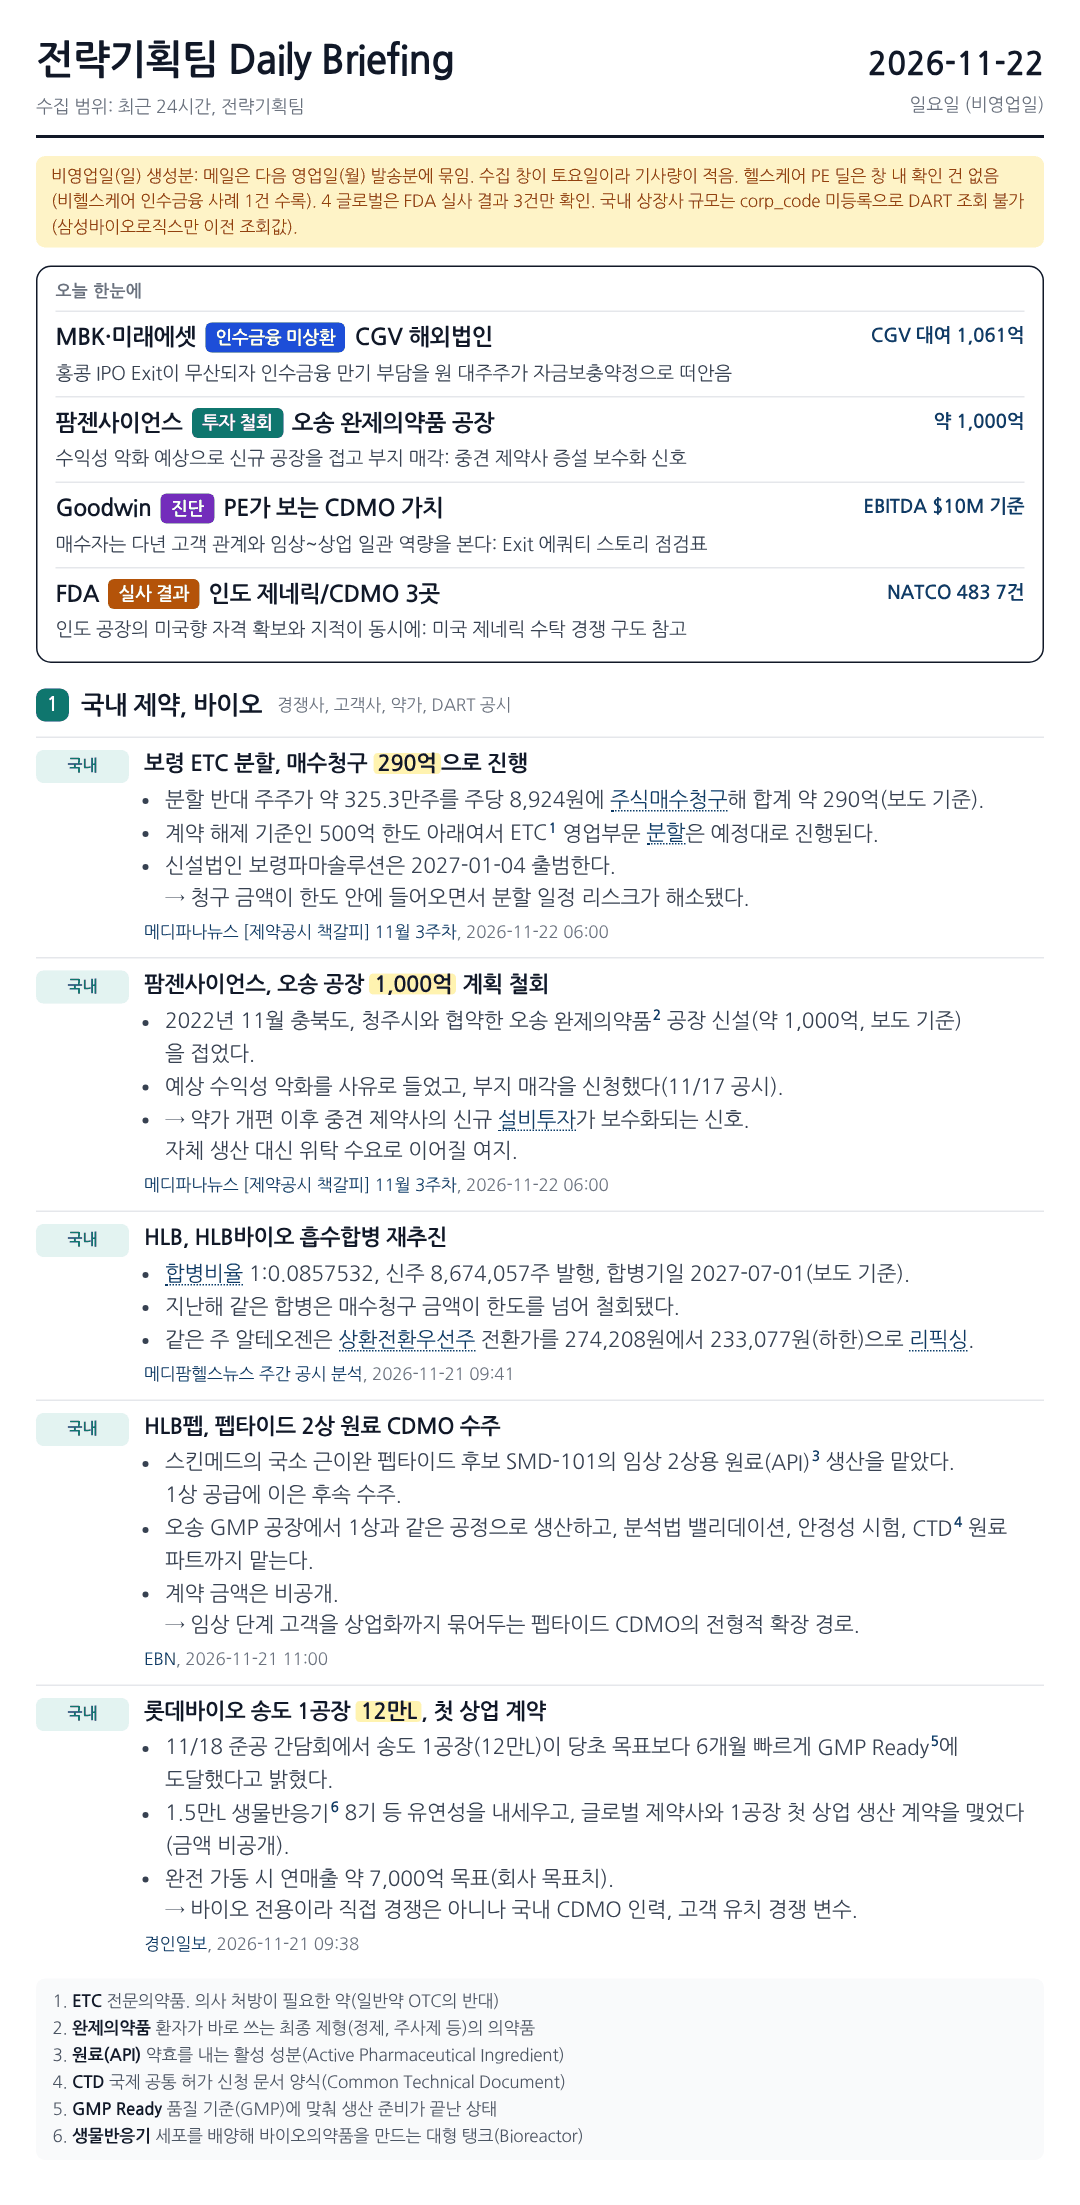 전략기획팀 Daily Briefing
2026-11-22
수집 범위: 최근 24시간, 전략기획팀
일요일 (비영업일)
비영업일(일) 생성분: 메일은 다음 영업일(월) 발송분에 묶임. 수집 창이 토요일이라 기사량이 적음. 헬스케어 PE 딜은 창 내 확인 건 없음
(비헬스케어 인수금융 사례 1건 수록). 4 글로벌은 FDA 실사 결과 3건만 확인. 국내 상장사 규모는 corp_code 미등록으로 DART 조회 불가
(삼성바이오로직스만 이전 조회값).
오늘 한눈에
MBK·미래에셋 인수금융 미상환 CGV 해외법인
CGV 대여 1,061억
홍콩 IPO Exit이 무산되자 인수금융 만기 부담을 원 대주주가 자금보충약정으로 떠안음
팜젠사이언스 투자 철회 오송 완제의약품 공장
약 1,000억
수익성 악화 예상으로 신규 공장을 접고 부지 매각: 중견 제약사 증설 보수화 신호
Goodwin 진단 PE가 보는 CDMO 가치
EBITDA $10M 기준
매수자는 다년 고객 관계와 임상~상업 일관 역량을 본다: Exit 에쿼티 스토리 점검표
FDA 실사 결과 인도 제네릭/CDMO 3곳
NATCO 483 7건
인도 공장의 미국향 자격 확보와 지적이 동시에: 미국 제네릭 수탁 경쟁 구도 참고
1 국내 제약, 바이오 경쟁사, 고객사, 약가, DART 공시
국내
보령 ETC 분할, 매수청구 290억으로 진행
• 분할 반대 주주가 약 325.3만주를 주당 8,924원에 주식매수청구해 합계 약 290억(보도 기준).
• 계약 해제 기준인 500억 한도 아래여서 ETC1 영업부문 분할은 예정대로 진행된다.
• 신설법인 보령파마솔루션은 2027-01-04 출범한다.
→ 청구 금액이 한도 안에 들어오면서 분할 일정 리스크가 해소됐다.
메디파나뉴스 [제약공시 책갈피] 11월 3주차, 2026-11-22 06:00
국내
팜젠사이언스, 오송 공장 1,000억 계획 철회
• 2022년 11월 충북도, 청주시와 협약한 오송 완제의약품2 공장 신설(약 1,000억, 보도 기준)
을 접었다.
• 예상 수익성 악화를 사유로 들었고, 부지 매각을 신청했다(11/17 공시).
• → 약가 개편 이후 중견 제약사의 신규 설비투자가 보수화되는 신호.
자체 생산 대신 위탁 수요로 이어질 여지.
메디파나뉴스 [제약공시 책갈피] 11월 3주차, 2026-11-22 06:00
국내
HLB, HLB바이오 흡수합병 재추진
• 합병비율 1:0.0857532, 신주 8,674,057주 발행, 합병기일 2027-07-01(보도 기준).
• 지난해 같은 합병은 매수청구 금액이 한도를 넘어 철회됐다.
• 같은 주 알테오젠은 상환전환우선주 전환가를 274,208원에서 233,077원(하한)으로 리픽싱.
메디팜헬스뉴스 주간 공시 분석, 2026-11-21 09:41
국내
HLB펩, 펩타이드 2상 원료 CDMO 수주
• 스킨메드의 국소 근이완 펩타이드 후보 SMD-101의 임상 2상용 원료(API)3 생산을 맡았다.
1상 공급에 이은 후속 수주.
• 오송 GMP 공장에서 1상과 같은 공정으로 생산하고, 분석법 밸리데이션, 안정성 시험, CTD4 원료
파트까지 맡는다.
• 계약 금액은 비공개.
→ 임상 단계 고객을 상업화까지 묶어두는 펩타이드 CDMO의 전형적 확장 경로.
EBN, 2026-11-21 11:00
국내
롯데바이오 송도 1공장 12만L, 첫 상업 계약
• 11/18 준공 간담회에서 송도 1공장(12만L)이 당초 목표보다 6개월 빠르게 GMP Ready5에
도달했다고 밝혔다.
• 1.5만L 생물반응기6 8기 등 유연성을 내세우고, 글로벌 제약사와 1공장 첫 상업 생산 계약을 맺었다
(금액 비공개).
• 완전 가동 시 연매출 약 7,000억 목표(회사 목표치).
→ 바이오 전용이라 직접 경쟁은 아니나 국내 CDMO 인력, 고객 유치 경쟁 변수.
경인일보, 2026-11-21 09:38
1. ETC 전문의약품. 의사 처방이 필요한 약(일반약 OTC의 반대)
2. 완제의약품 환자가 바로 쓰는 최종 제형(정제, 주사제 등)의 의약품
3. 원료(API) 약효를 내는 활성 성분(Active Pharmaceutical Ingredient)
4. CTD 국제 공통 허가 신청 문서 양식(Common Technical Document)
5. GMP Ready 품질 기준(GMP)에 맞춰 생산 준비가 끝난 상태
6. 생물반응기 세포를 배양해 바이오의약품을 만드는 대형 탱크(Bioreactor)